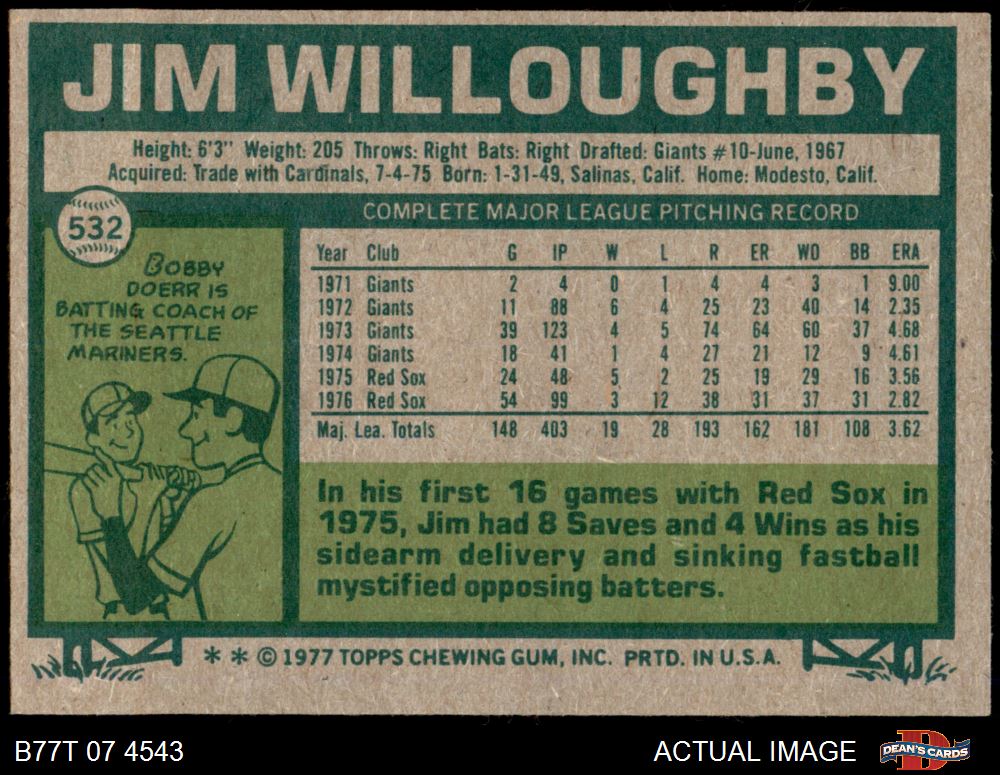 JIM WILLOUGHBY
Height: 6'3" Weight: 205 Throws: Right Bats: Right Drafted: Giants #10-June, 1967
Acquired: Trade with Cardinals, 7-4-75 Born: 1-31-49, Salinas, Calif. Home: Modesto, Calif.
532
BOBBY
DOERR IS
BATTING COACH OF
THE SEATTLE
MARINERS.
COMPLETE MAJOR LEAGUE PITCHING RECORD
Year Club G IP W L R ER WO BB ERA
1971 Giants 2 4 0 1 4 4 3 1 9.00
1972 Giants 11 88 6 4 25 23 40 14 2.35
1973 Giants 39 123 4 5 74 64 60 37 4.68
1974 Giants 18 41 1 4 27 21 12 9 4.61
1975 Red Sox 24 48 5 2 25 19 29 16 3.56
1976 Red Sox 54 99 3 12 38 31 37 31 2.82
Maj. Lea. Totals 148 403 19 28 193 162 181 108 3.62
In his first 16 games with Red Sox in
1975, Jim had 8 Saves and 4 Wins as his
sidearm delivery and sinking fastball
mystified opposing batters.
* * © 1977 TOPPS CHEWING GUM, INC. PRTD. IN U.S.A.
B77T 07 4543 ACTUAL IMAGE DEAN'S CARDS